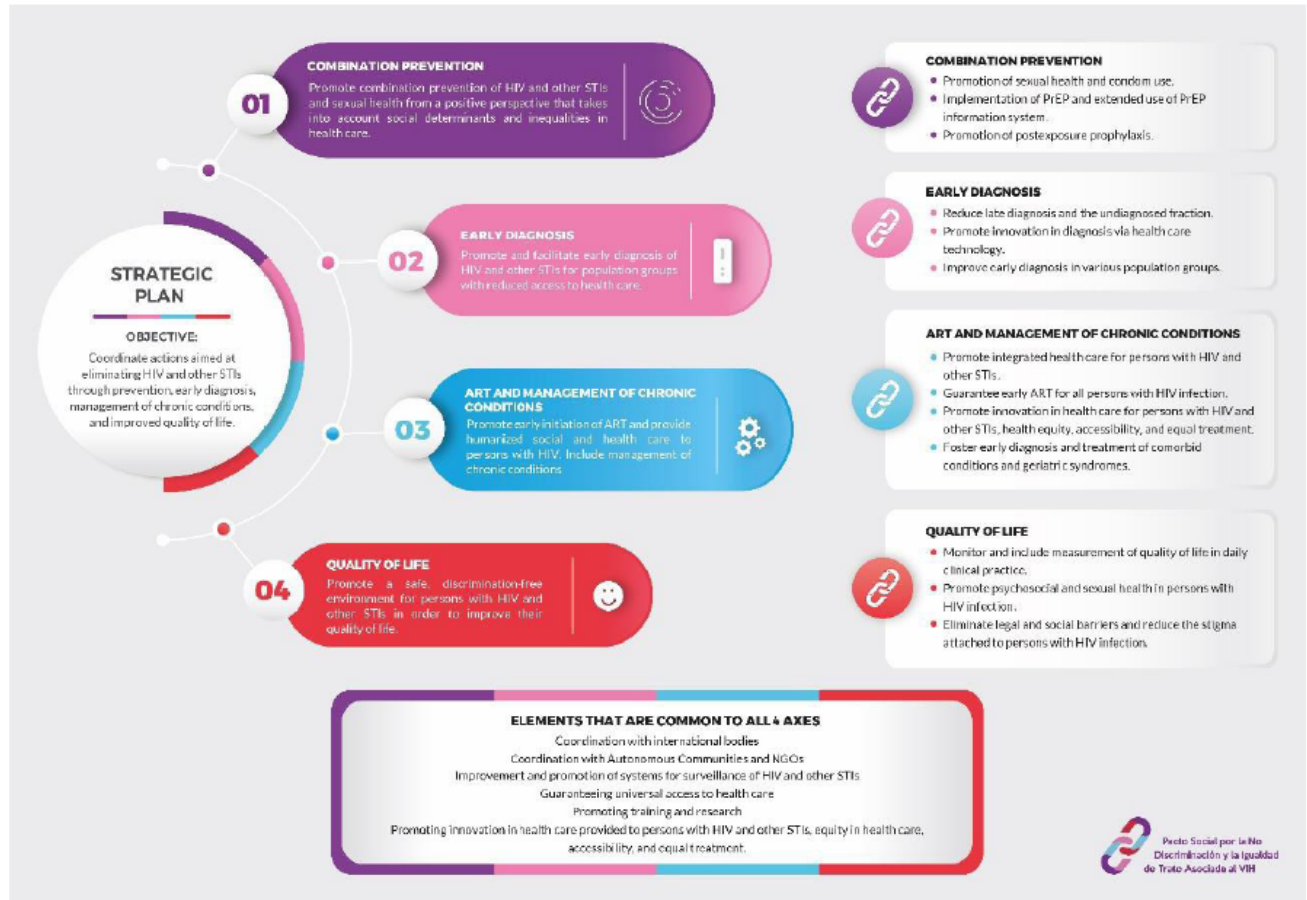 STRATEGIC
PLAN
OBJECTIVE:
Coordinate actions aimed at
eliminating HIV and other STIs
through prevention, early diagnosis,
management of chronic conditions,
and improved quality of life.
01
COMBINATION PREVENTION
Promote combination prevention of HIV and other STIs
and sexual health from a positive perspective that takes
into account social determinants and inequalities in
health care.
02
EARLY DIAGNOSIS
Promote and facilitate early diagnosis of
HIV and other STIs for population groups
with reduced access to health care.
03
ART AND MANAGEMENT OF CHRONIC
CONDITIONS
Promote early initiation of ART and provide
humanized social and health care to
persons with HIV. Include management of
chronic conditions
04
QUALITY OF LIFE
Promote a safe, discrimination-free
environment for persons with HIV and
other STIs in order to improve their
quality of life.
COMBINATION PREVENTION
• Promotion of sexual health and condom use.
• Implementation of PrEP and extended use of PrEP
information system.
• Promotion of postexposure prophylaxis.
EARLY DIAGNOSIS
• Reduce late diagnosis and the undiagnosed fraction.
• Promote innovation in diagnosis via health care
technology.
• Improve early diagnosis in various population groups.
ART AND MANAGEMENT OF CHRONIC CONDITIONS
• Promote integrated health care for persons with HIV and
other STIs.
• Guarantee early ART for all persons with HIV infection.
• Promote innovation in health care for persons with HIV and
other STIs, health equity, accessibility, and equal treatment.
• Foster early diagnosis and treatment of comorbid
conditions and geriatric syndromes.
QUALITY OF LIFE
• Monitor and include measurement of quality of life in daily
clinical practice.
• Promote psychosocial and sexual health in persons with
HIV infection.
• Eliminate legal and social barriers and reduce the stigma
attached to persons with HIV infection.
ELEMENTS THAT ARE COMMON TO ALL 4 AXES
Coordination with international bodies
Coordination with Autonomous Communities and NGOs
Improvement and promotion of systems for surveillance of HIV and other STIs
Guaranteeing universal access to health care
Promoting training and research
Promoting innovation in health care provided to persons with HIV and other STIs, equity in health care,
accessibility, and equal treatment.
Pacto Social por la No
Discriminación y la Igualdad
de Trato Asociada al VIH